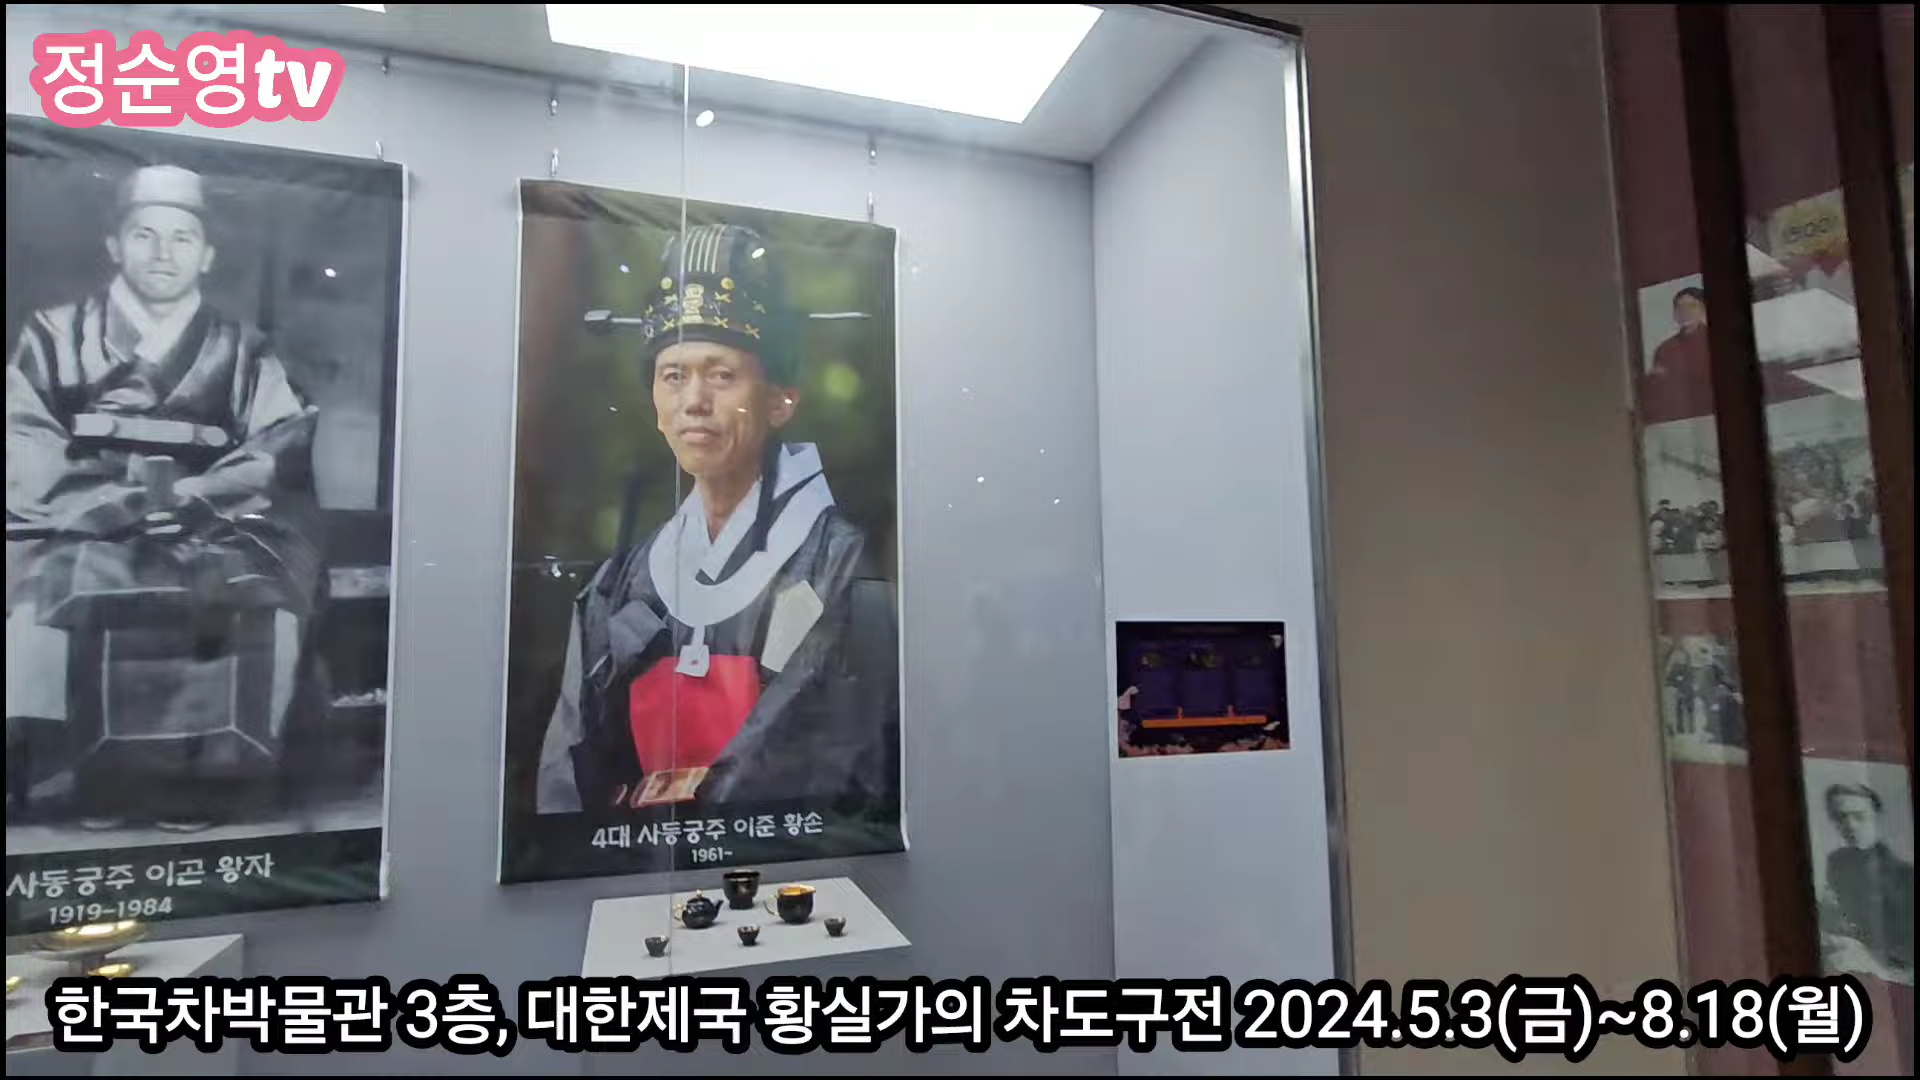 정순영tv
사동궁주 이곤 왕자
1919-1984
4대 사동궁주 이준 황손
1961~
한국차박물관 3층, 대한제국 황실가의 차도구전 2024.5.3(금)~8.18(월)